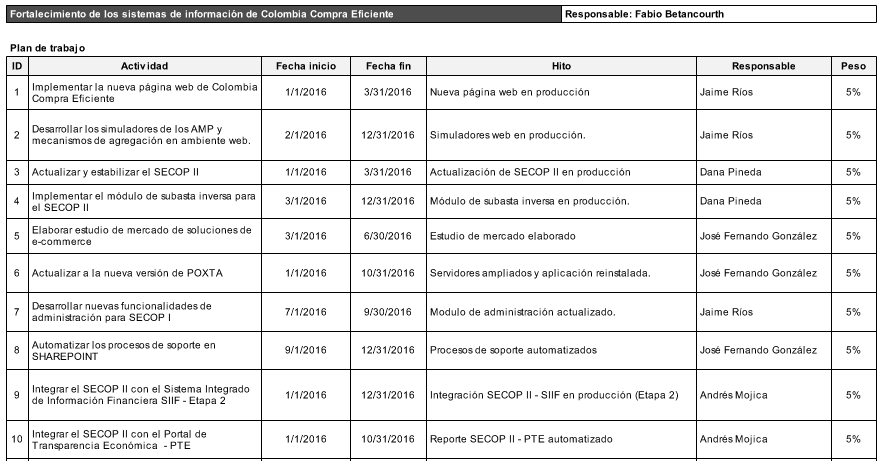 Fortalecimiento de los sistemas de información de Colombia Compra Eficiente Responsable: Fabio Betancourth
Plan de trabajo
ID Actividad Fecha inicio Fecha fin Hito Responsable Peso
1 Implementar la nueva página web de Colombia Compra Eficiente 1/1/2016 3/31/2016 Nueva página web en producción Jaime Ríos 5%
2 Desarrollar los simuladores de los AMP y mecanismos de agregación en ambiente web. 2/1/2016 12/31/2016 Simuladores web en producción. Jaime Ríos 5%
3 Actualizar y estabilizar el SECOP II 1/1/2016 3/31/2016 Actualización de SECOP II en producción Dana Pineda 5%
4 Implementar el módulo de subasta inversa para el SECOP II 3/1/2016 12/31/2016 Módulo de subasta inversa en producción. Dana Pineda 5%
5 Elaborar estudio de mercado de soluciones de e-commerce 3/1/2016 6/30/2016 Estudio de mercado elaborado José Fernando González 5%
6 Actualizar a la nueva versión de POXTA 1/1/2016 10/31/2016 Servidores ampliados y aplicación reinstalada. José Fernando González 5%
7 Desarrollar nuevas funcionalidades de administración para SECOP I 7/1/2016 9/30/2016 Modulo de administración actualizado. Jaime Ríos 5%
8 Automatizar los procesos de soporte en SHAREPOINT 9/1/2016 12/31/2016 Procesos de soporte automatizados José Fernando González 5%
9 Integrar el SECOP II con el Sistema Integrado de Información Financiera SIIF - Etapa 2 1/1/2016 12/31/2016 Integración SECOP II - SIIF en producción (Etapa 2) Andrés Mojica 5%
10 Integrar el SECOP II con el Portal de Transparencia Económica - PTE 1/1/2016 10/31/2016 Reporte SECOP II - PTE automatizado Andrés Mojica 5%